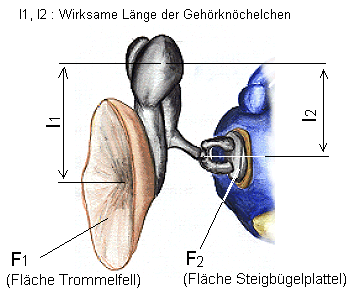 l1, l2 : Wirksame Länge der Gehörknöchelchen
l1
l2
F1
(Fläche Trommelfell)
F2
(Fläche Steigbügelplattel)